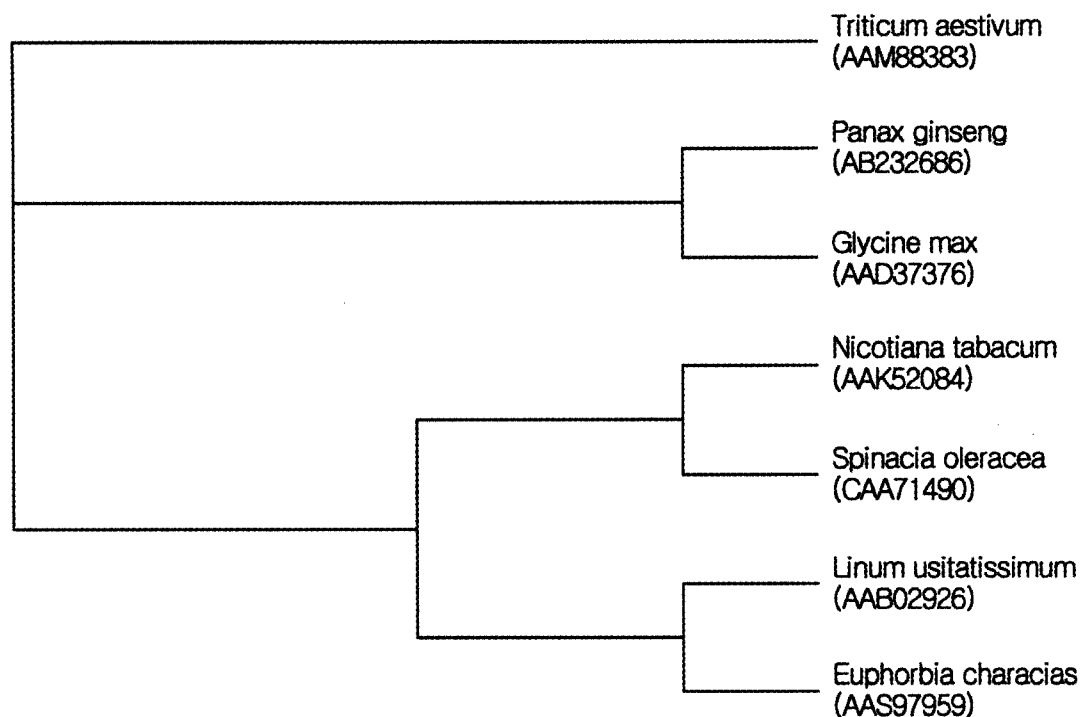 Triticum aestivum
(AAM88383)
Panax ginseng
(AB232686)
Glycine max
(AAD37376)
Nicotiana tabacum
(AAK52084)
Spinacia oleracea
(CAA71490)
Linum usitatissimum
(AAB02926)
Euphorbia characias
(AAS97959)